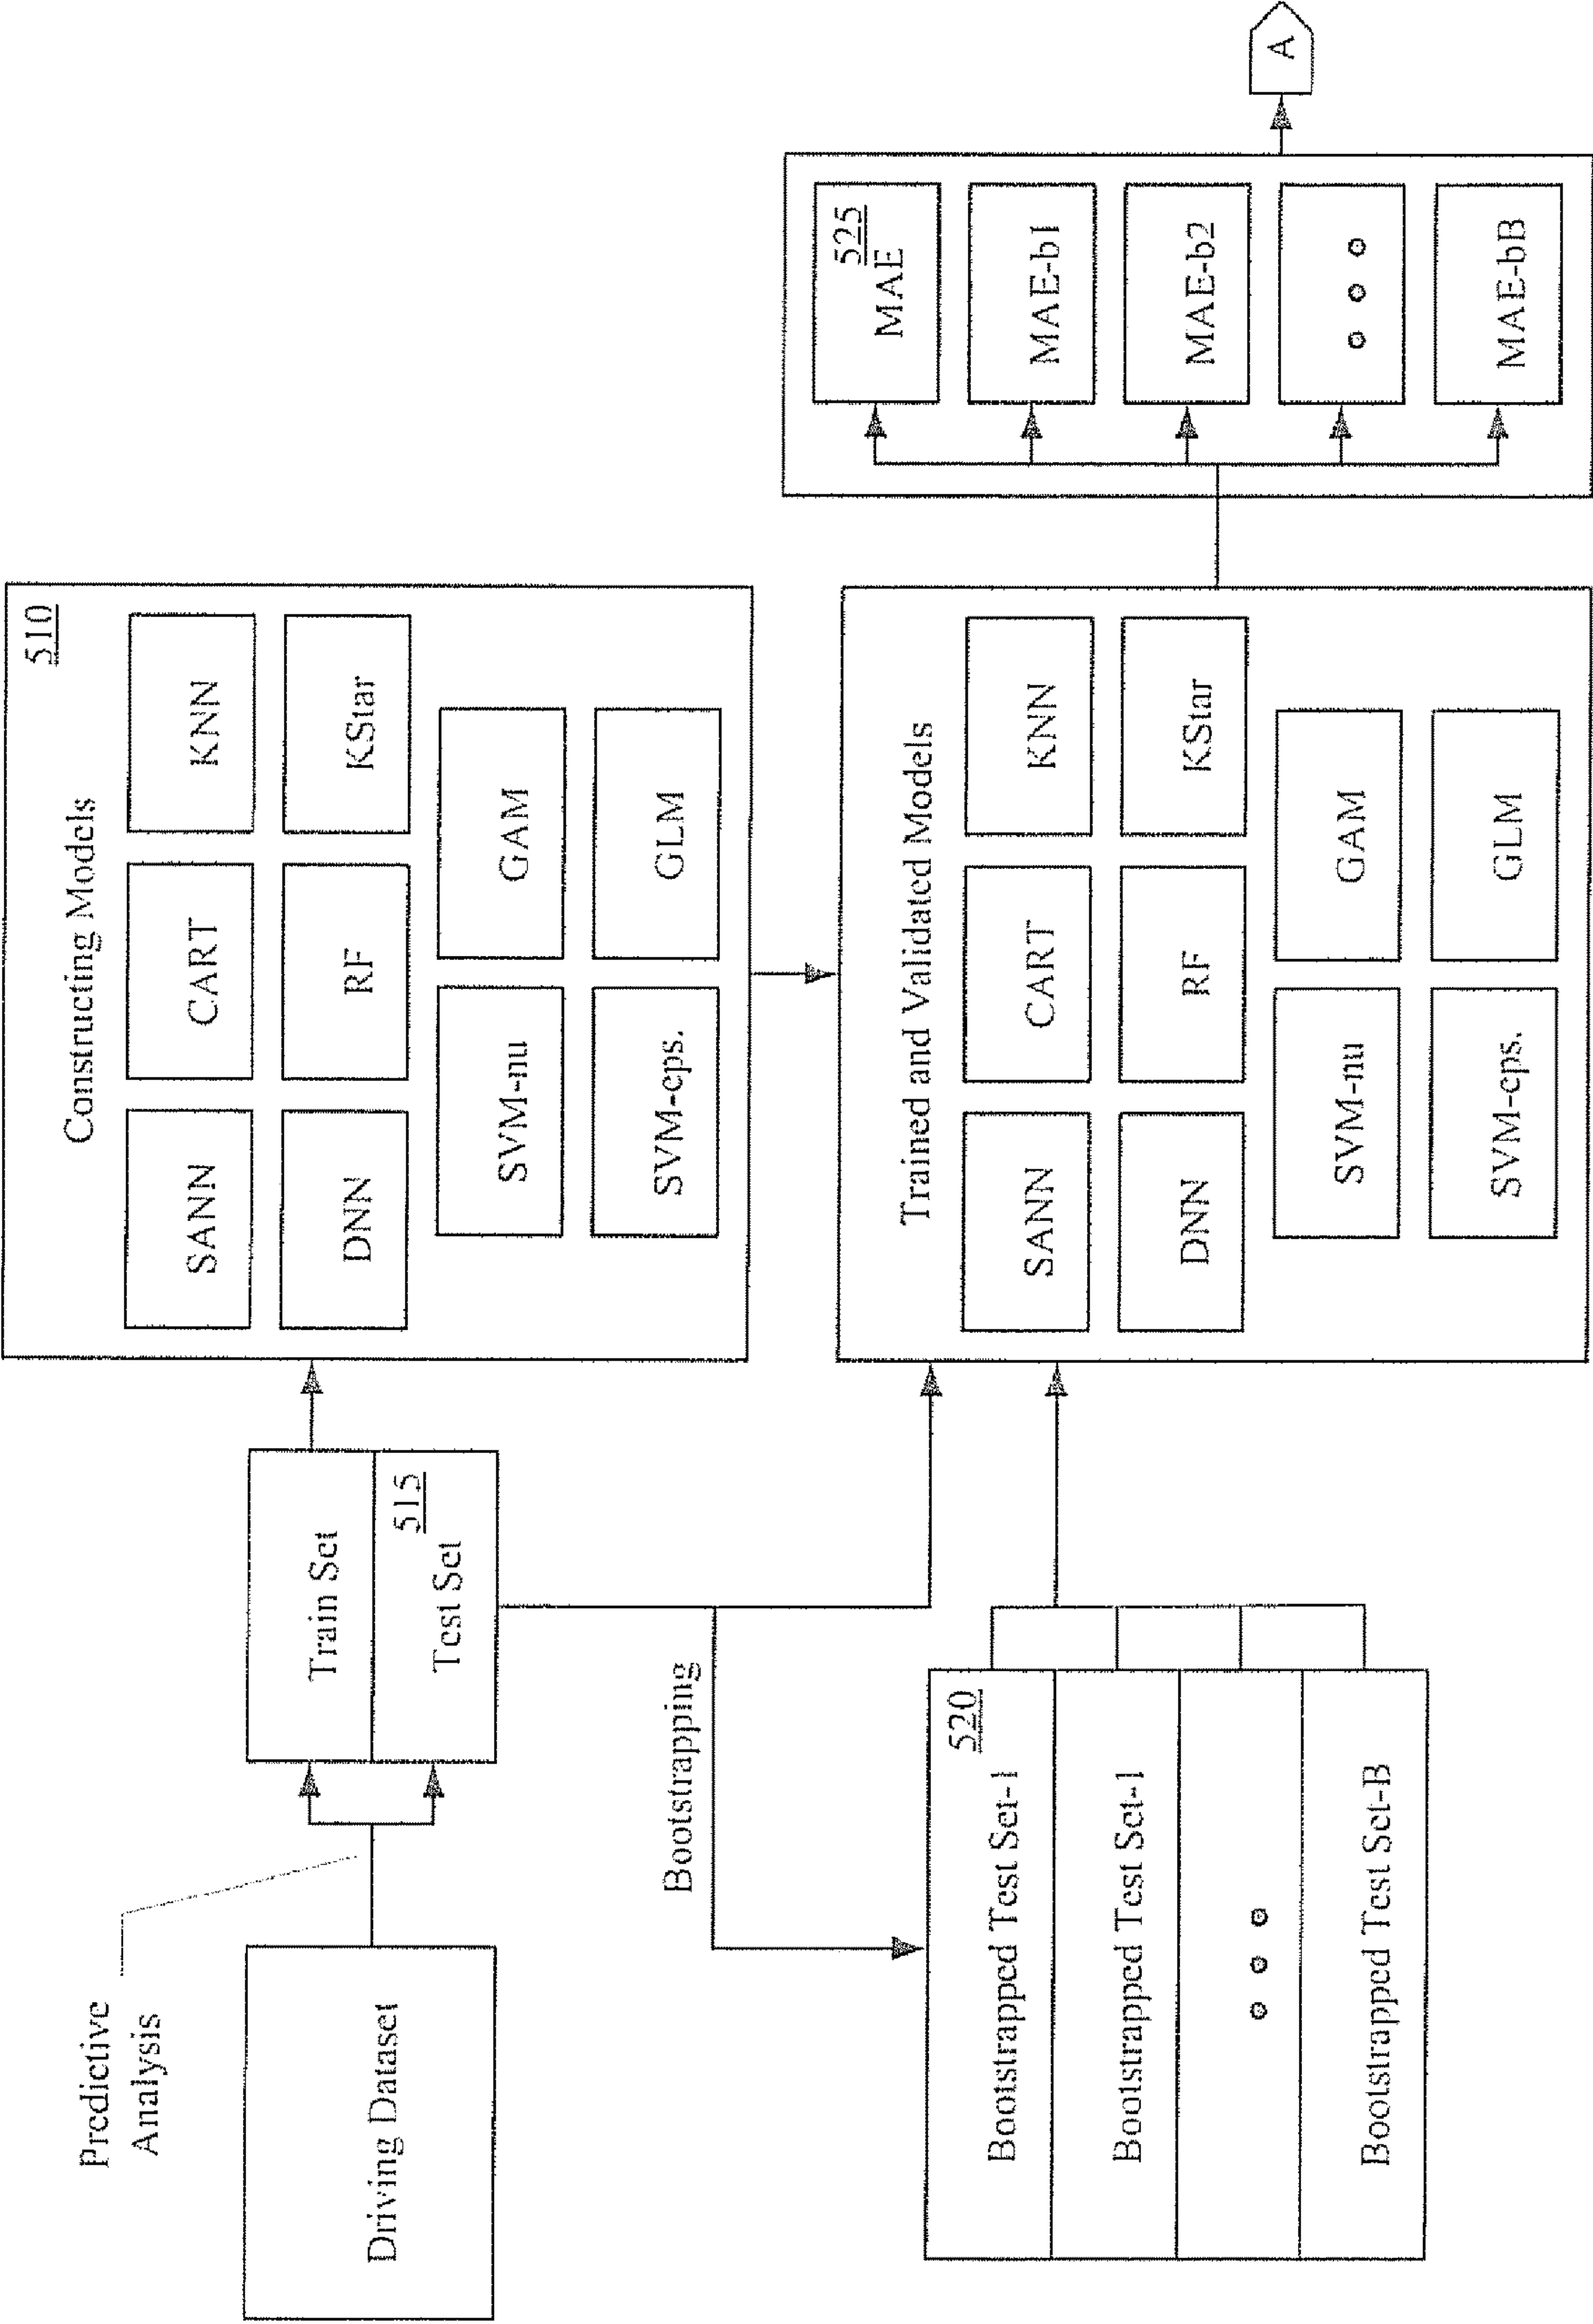 Predictive
Analysis
Driving Dataset
Train Set
515
Test Set
Bootstrapping
520
Bootstrapped Test Set-1
Bootstrapped Test Set-1
Bootstrapped Test Set-B
510
Constructing Models
SANN
CART
KNN
DNN
RF
KStar
SVM-nu
GAM
SVM-eps.
GLM
Trained and Validated Models
SANN
CART
KNN
DNN
RF
KStar
SVM-nu
GAM
SVM-eps.
GLM
525
MAE
MAE-b1
MAE-b2
MAE-bB
A